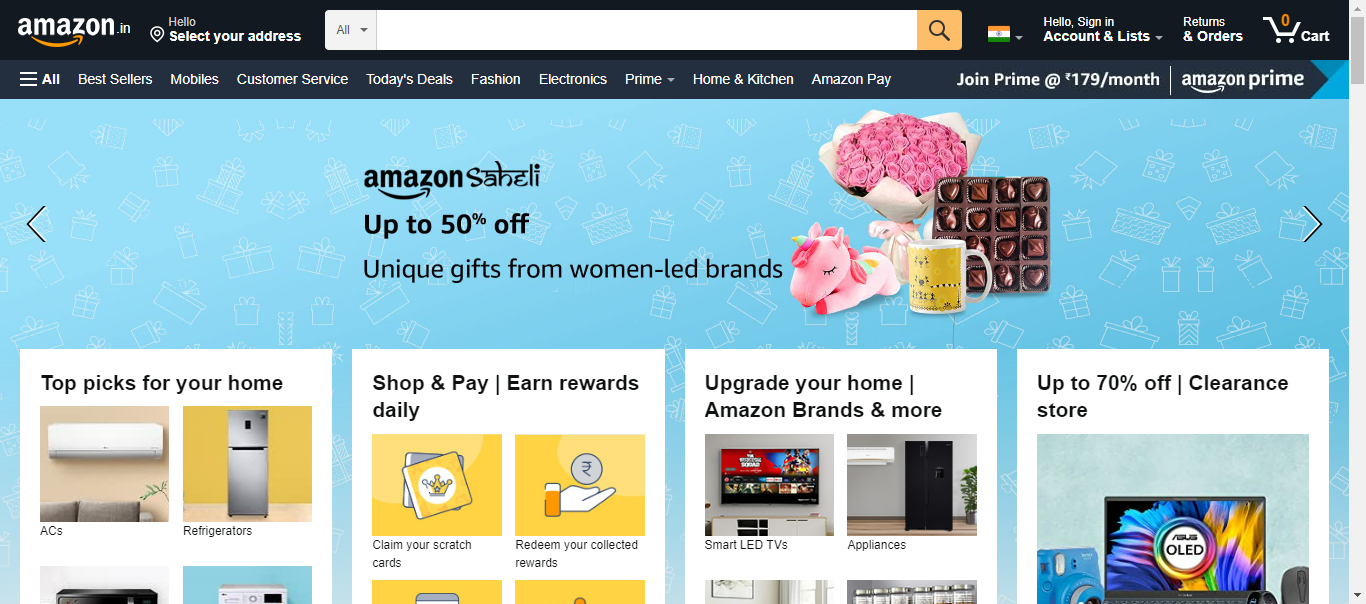 amazon.in
Hello
Select your address
All
Hello, Sign in
Account & Lists
Returns
& Orders
0
Cart
All
Best Sellers
Mobiles
Customer Service
Today's Deals
Fashion
Electronics
Prime
Home & Kitchen
Amazon Pay
Join Prime @ ₹179/month
amazon prime
amazon Saheli
Up to 50% off
Unique gifts from women-led brands
Top picks for your home
ACs
Refrigerators
Shop & Pay | Earn rewards
daily
₹
Claim your scratch
cards
Redeem your collected
rewards
Upgrade your home |
Amazon Brands & more
Smart LED TVs
Appliances
Up to 70% off | Clearance
store
ASUS
OLED